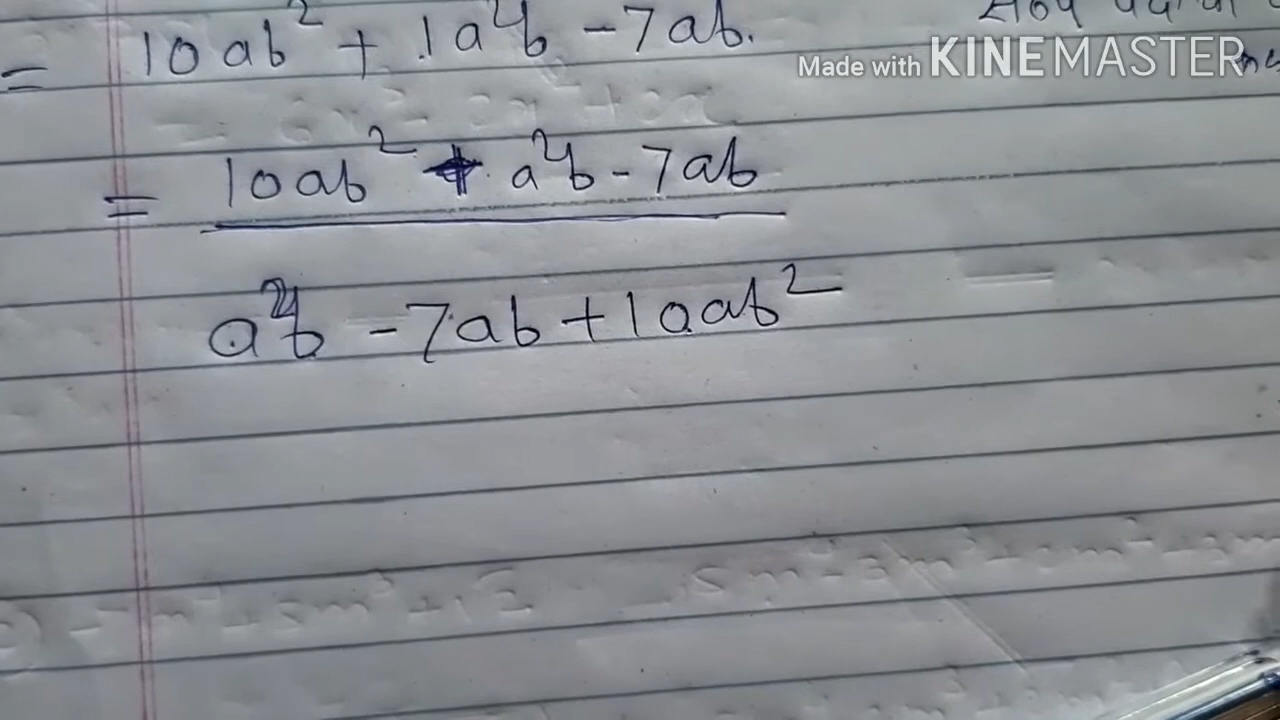 = 10ab² + 1a²b - 7ab.
Made with KINEMASTER
= 10ab² + a²b - 7ab
a²b - 7ab + 10ab²